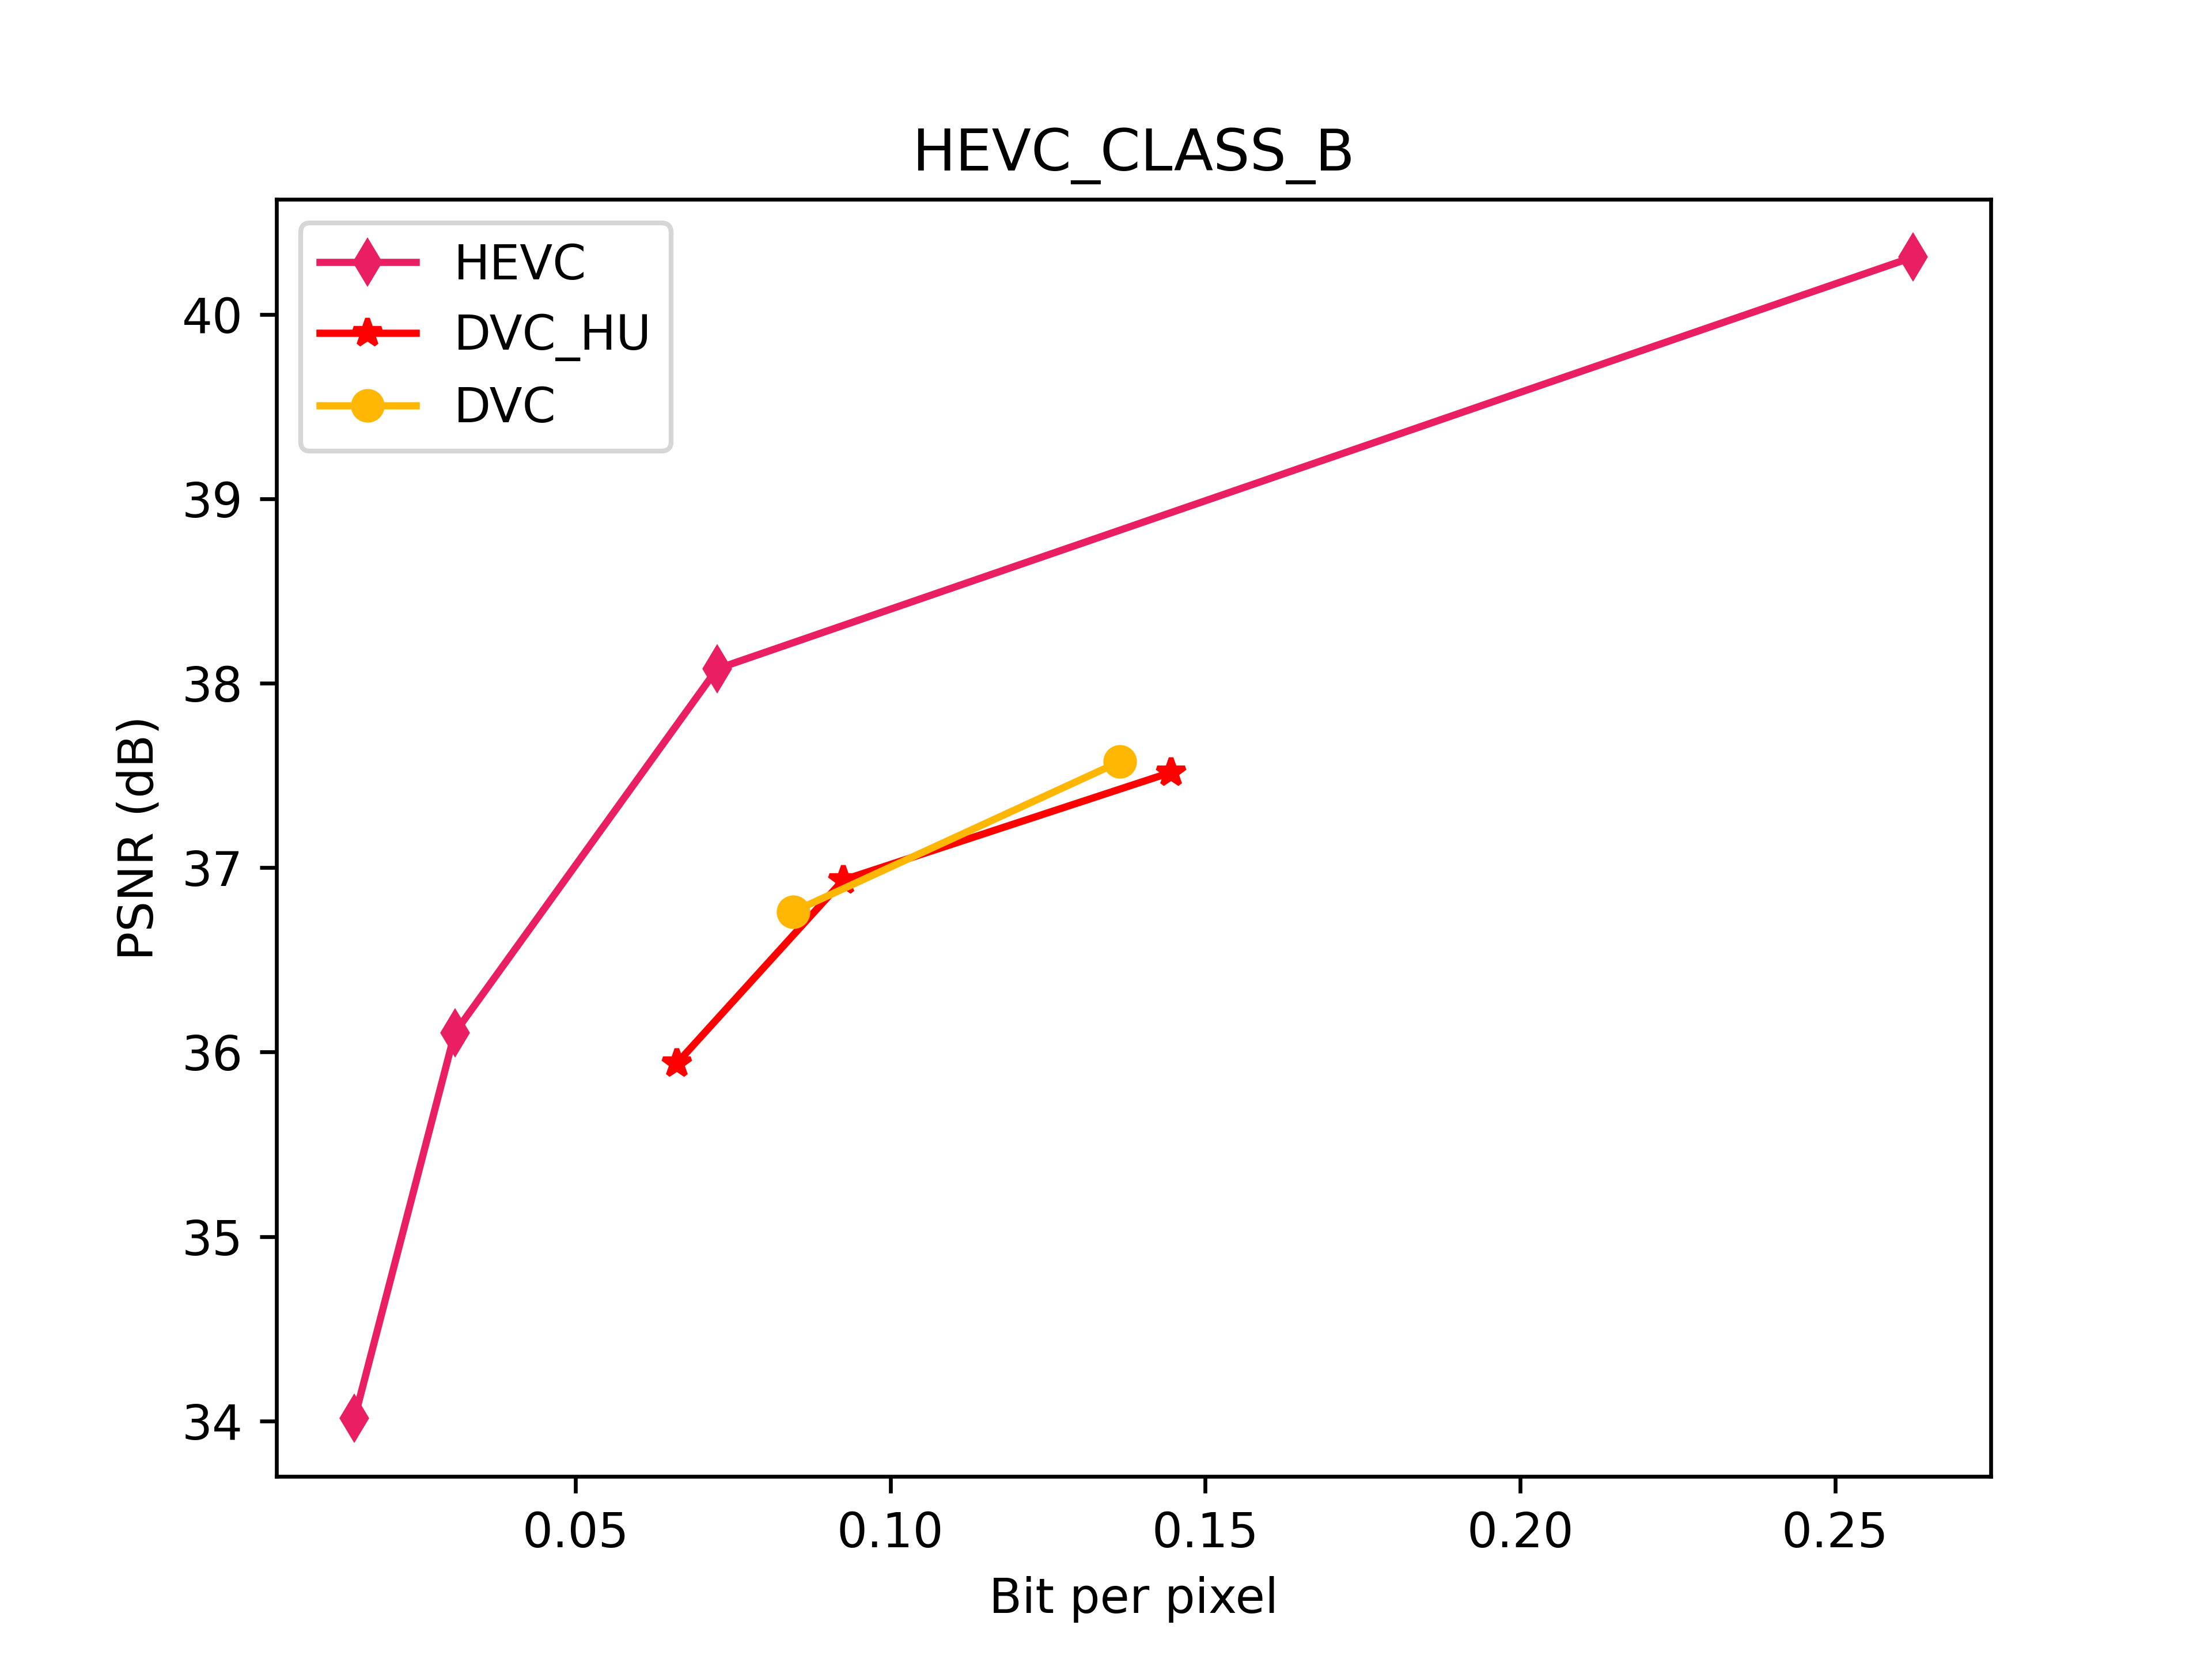 HEVC_CLASS_B
HEVC
DVC_HU
DVC
40
39
38
37
36
35
34
PSNR (dB)
0.05 0.10 0.15 0.20 0.25
Bit per pixel